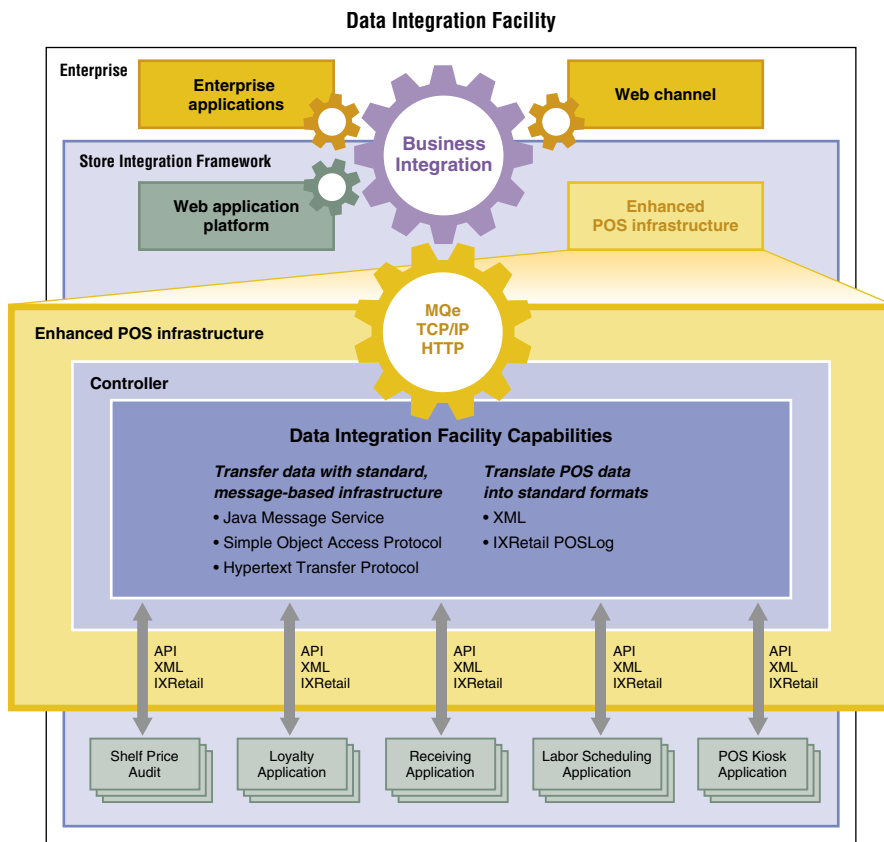 Data Integration Facility
Enterprise
Enterprise
applications
Web channel
Business
Integration
Store Integration Framework
Web application
platform
Enhanced
POS infrastructure
MQe
TCP/IP
HTTP
Enhanced POS infrastructure
Controller
Data Integration Facility Capabilities
Transfer data with standard,
message-based infrastructure
• Java Message Service
• Simple Object Access Protocol
• Hypertext Transfer Protocol
Translate POS data
into standard formats
• XML
• IXRetail POSLog
API
XML
IXRetail
API
XML
IXRetail
API
XML
IXRetail
API
XML
IXRetail
API
XML
IXRetail
Shelf Price
Audit
Loyalty
Application
Receiving
Application
Labor Scheduling
Application
POS Kiosk
Application